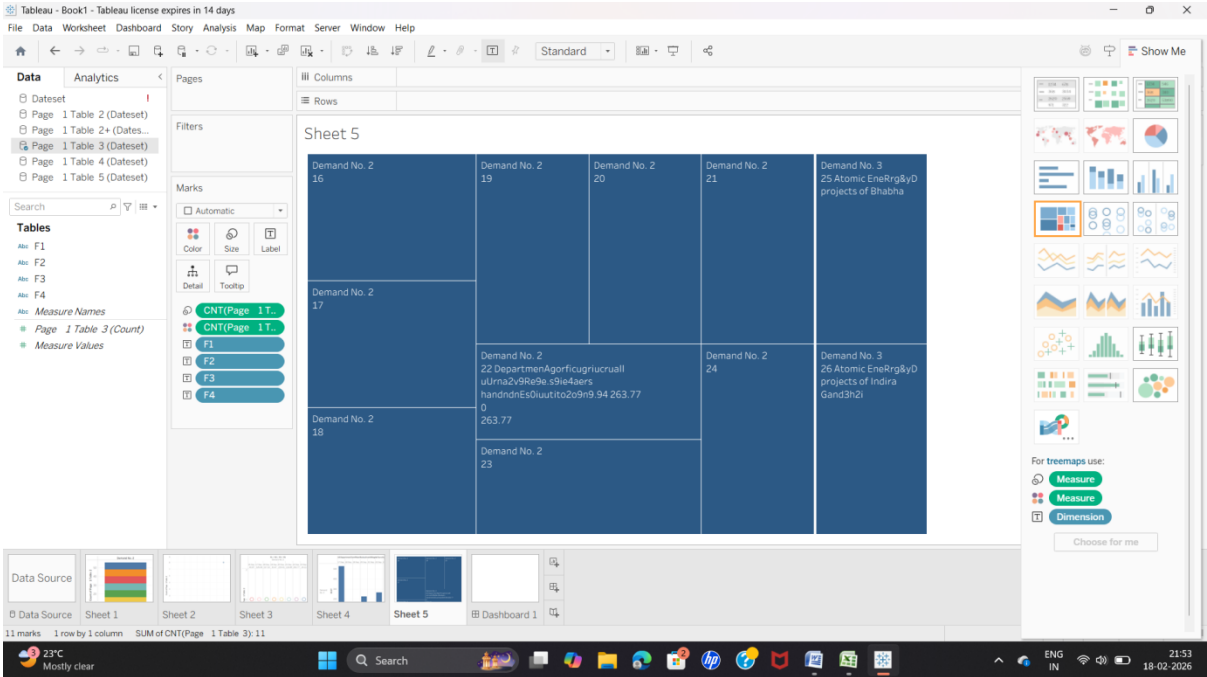 Tableau - Book1 - Tableau license expires in 14 days
File Data Worksheet Dashboard Story Analysis Map Format Server Window Help
Standard
Show Me
Data Analytics
Dateset !
Page 1 Table 2 (Dateset)
Page 1 Table 2+ (Dates...
Page 1 Table 3 (Dateset)
Page 1 Table 4 (Dateset)
Page 1 Table 5 (Dateset)
Search
Tables
Abc F1
Abc F2
Abc F3
Abc F4
Abc Measure Names
Page 1 Table 3 (Count)
Measure Values
Pages
Filters
Marks
Automatic
Color Size Label
Detail Tooltip
CNT(Page 1 T..
CNT(Page 1 T..
F1
F2
F3
F4
Columns
Rows
Sheet 5
Demand No. 2
16
Demand No. 2
17
Demand No. 2
18
Demand No. 2
19
Demand No. 2
20
Demand No. 2
21
Demand No. 2
22 DepartmenAgorficugriucruall
uUrna2v9Re9e.s9ie4aers
handndnEs0iuutito2o9n9.94 263.77
0
263.77
Demand No. 2
23
Demand No. 2
24
Demand No. 3
25 Atomic EneRrg&yD
projects of Bhabha
Demand No. 3
26 Atomic EneRrg&yD
projects of Indira
Gand3h2i
For treemaps use:
Measure
Measure
Dimension
Choose for me
Data Source
Data Source Sheet 1 Sheet 2 Sheet 3 Sheet 4 Sheet 5 Dashboard 1
11 marks 1 row by 1 column SUM of CNT(Page 1 Table 3): 11
3
23°C
Mostly clear
Search
2
ENG
IN
21:53
18-02-2026